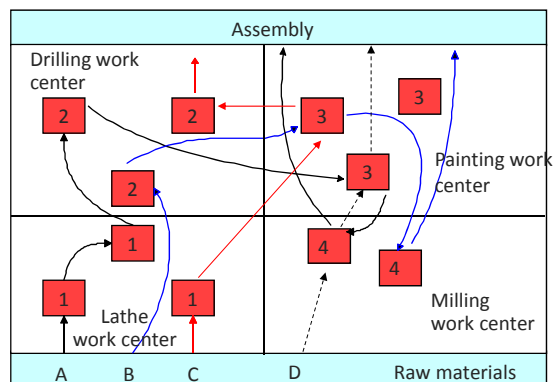 Assembly
Drilling work
center
2
2
3
3
3
Painting work
center
2
1
4
4
1
1
Lathe
work center
Milling
work center
A
B
C
D
Raw materials